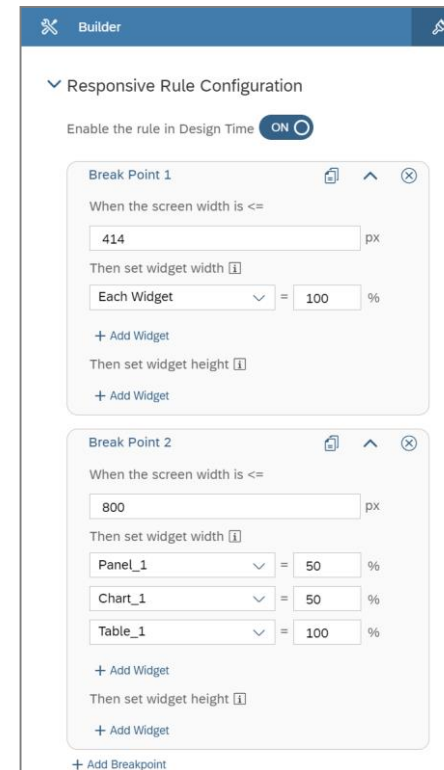 Builder
Responsive Rule Configuration
Enable the rule in Design Time ON
Break Point 1
When the screen width is <=
414 px
Then set widget width i
Each Widget = 100 %
+ Add Widget
Then set widget height i
+ Add Widget
Break Point 2
When the screen width is <=
800 px
Then set widget width i
Panel_1 = 50 %
Chart_1 = 50 %
Table_1 = 100 %
+ Add Widget
Then set widget height i
+ Add Widget
+ Add Breakpoint